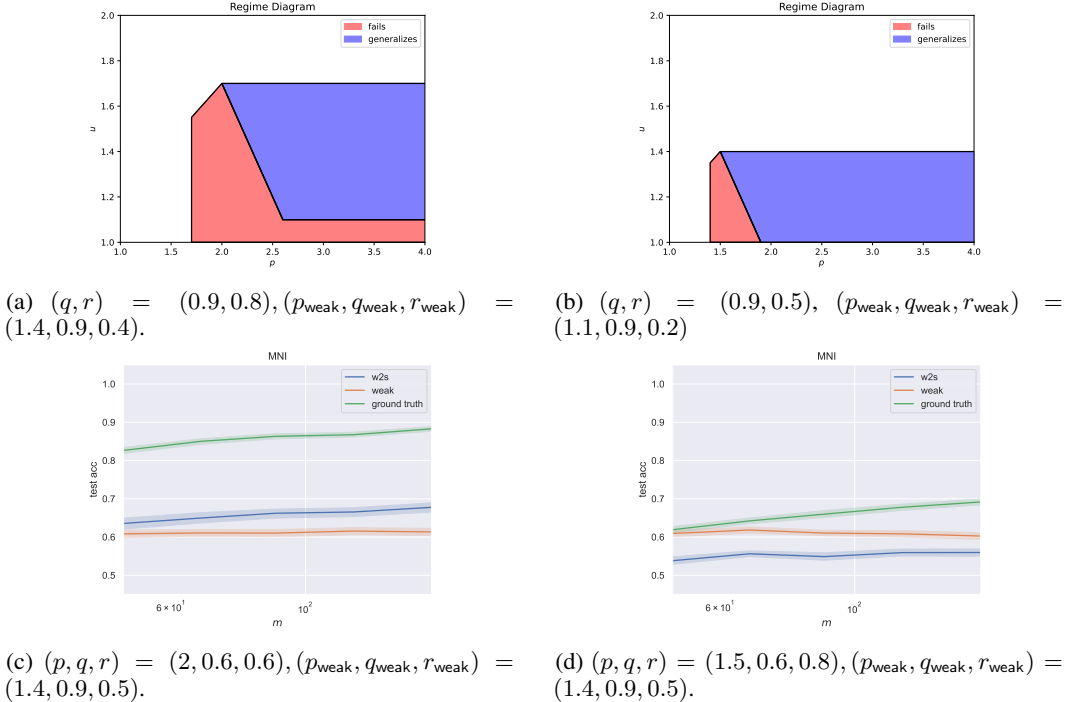 Regime Diagram
2.0
1.8
1.6
1.4
1.2
1.0
u
fails
generalizes
1.0 1.5 2.0 2.5 3.0 3.5 4.0
p
Regime Diagram
2.0
1.8
1.6
1.4
1.2
1.0
u
fails
generalizes
1.0 1.5 2.0 2.5 3.0 3.5 4.0
p
(a) (q, r) = (0.9, 0.8), (p_weak, q_weak, r_weak) =
(1.4, 0.9, 0.4).
(b) (q, r) = (0.9, 0.5), (p_weak, q_weak, r_weak) =
(1.1, 0.9, 0.2)
MNI
1.0
0.9
0.8
0.7
0.6
0.5
test acc
w2s
weak
ground truth
6 × 10¹ 10²
m
MNI
1.0
0.9
0.8
0.7
0.6
0.5
test acc
w2s
weak
ground truth
6 × 10¹ 10²
m
(c) (p, q, r) = (2, 0.6, 0.6), (p_weak, q_weak, r_weak) =
(1.4, 0.9, 0.5).
(d) (p, q, r) = (1.5, 0.6, 0.8), (p_weak, q_weak, r_weak) =
(1.4, 0.9, 0.5).